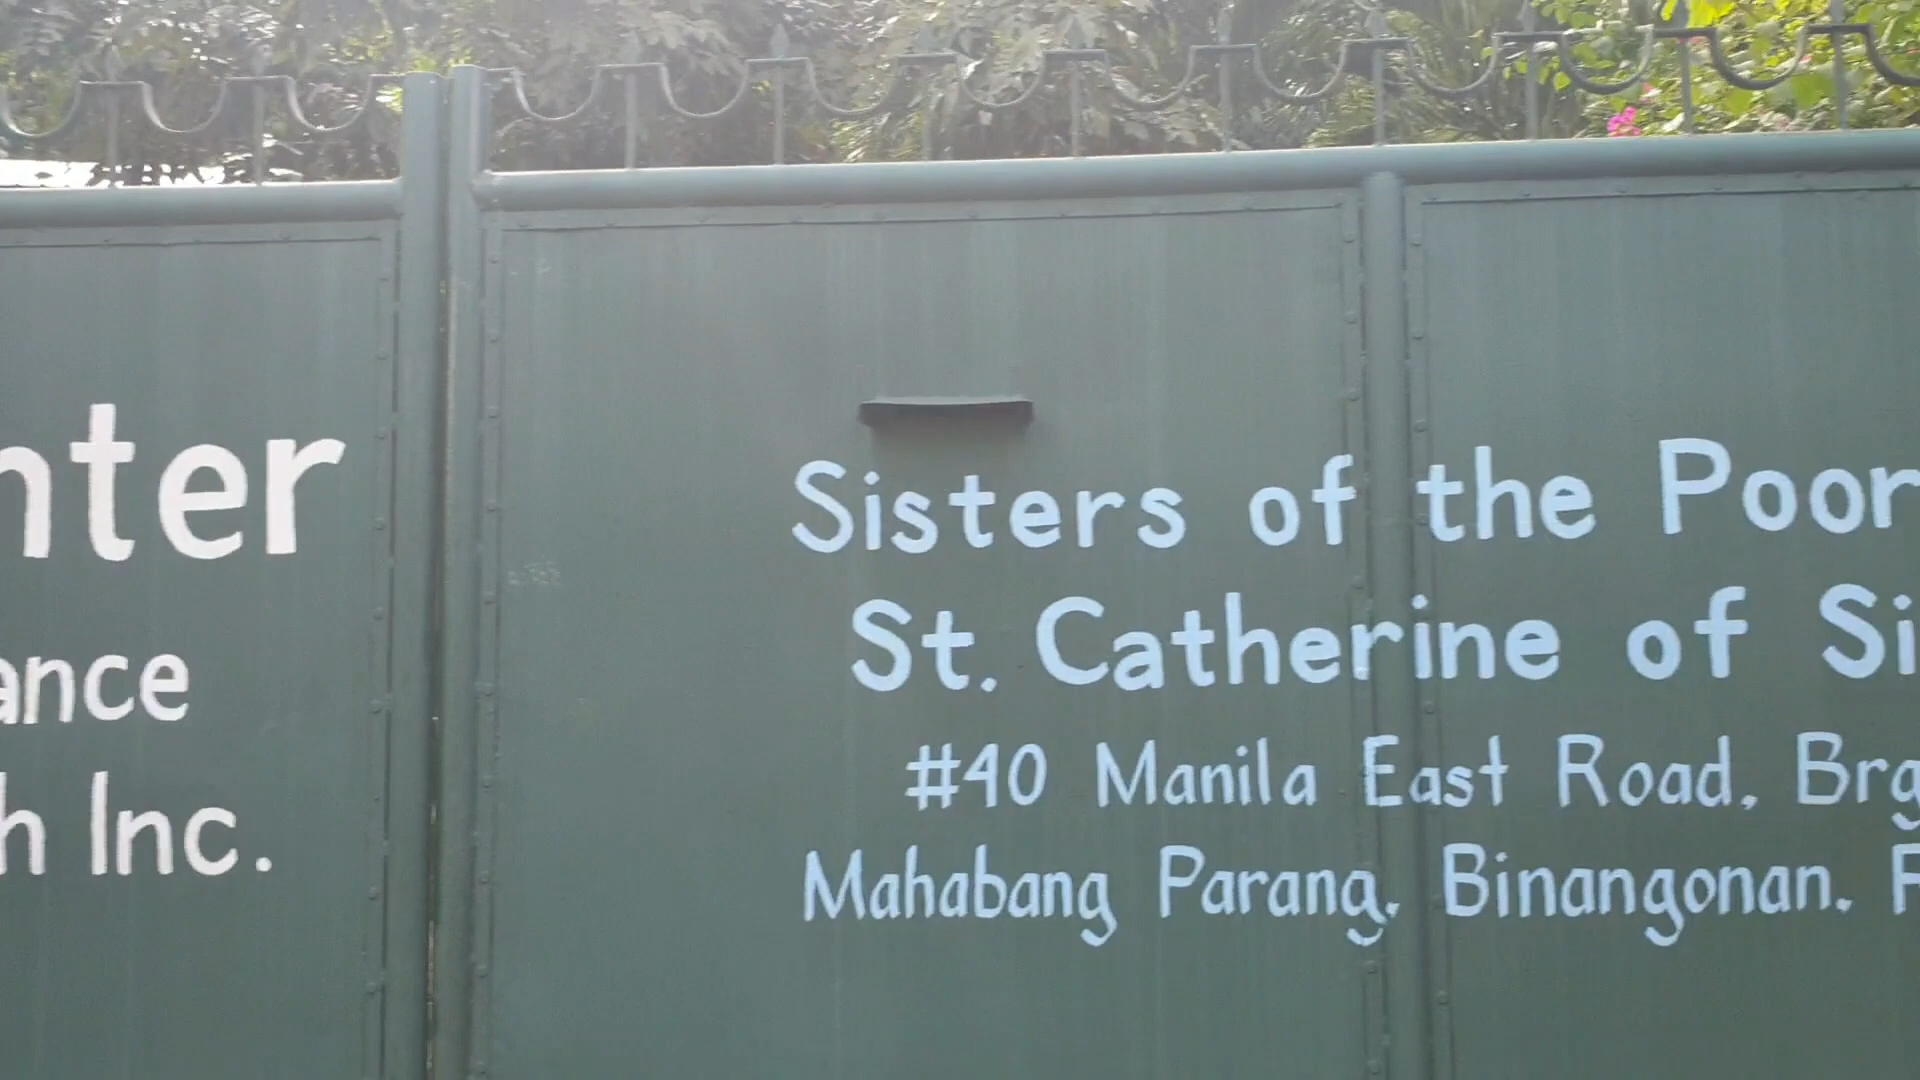 nter
ance
h Inc.
Sisters of the Poor
St. Catherine of Si
#40 Manila East Road, Brg
Mahabang Parang, Binangonan, R